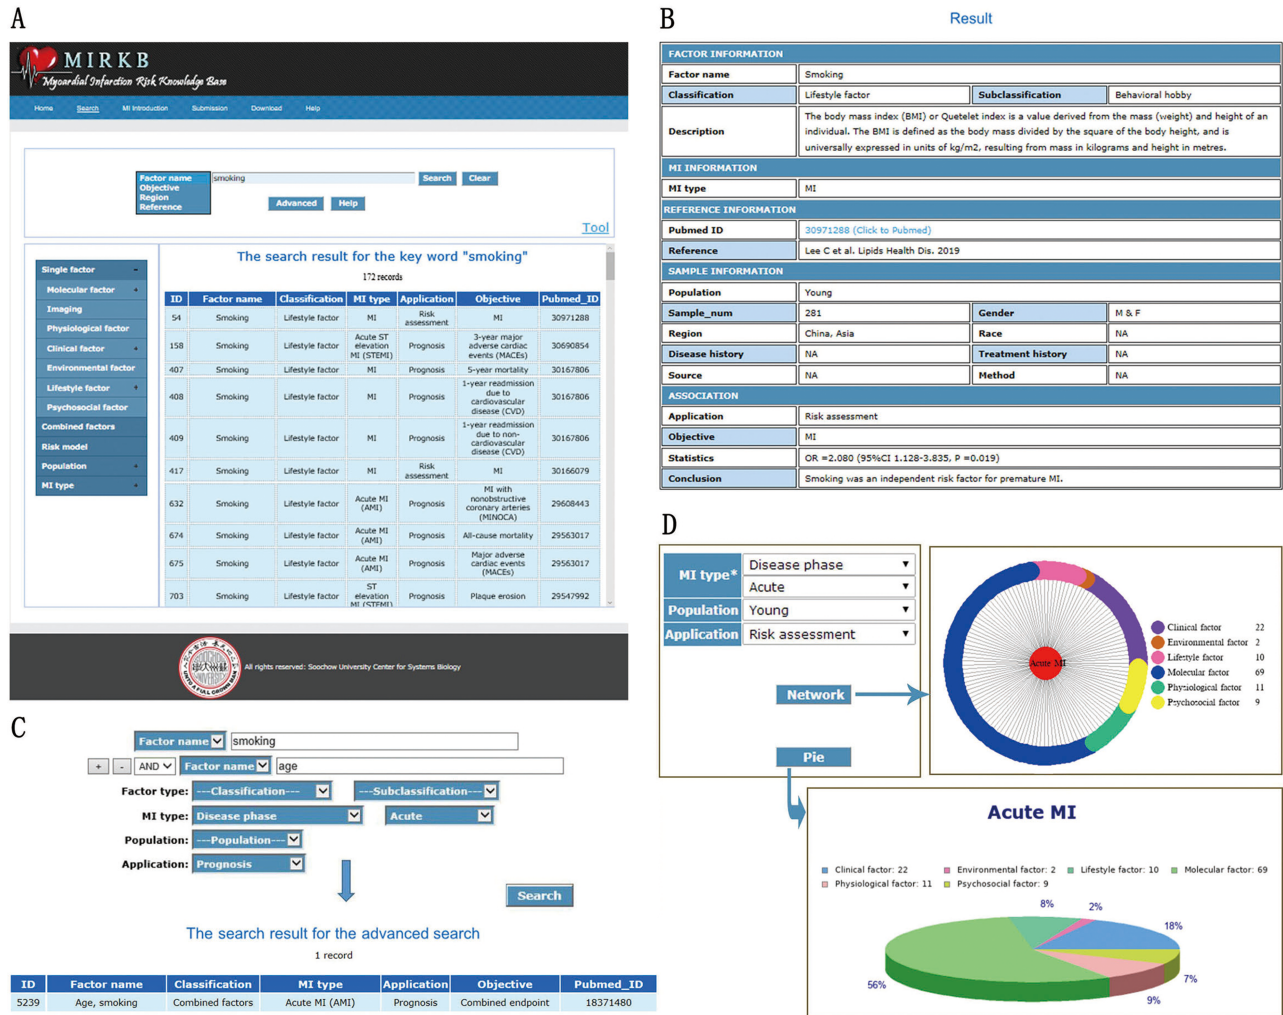 A
MIRKB
Myocardial Infarction Risk Knowledge Base
Home Search MI Introduction Submission Download Help
Factor name smoking Search Clear
Objective
Region
Reference
Advanced Help
Tool
Single factor -
Molecular factor +
Imaging
Physiological factor
Clinical factor +
Environmental factor
Lifestyle factor +
Psychosocial factor
Combined factors
Risk model
Population +
MI type +
The search result for the key word "smoking"
172 records
ID Factor name Classification MI type Application Objective Pubmed_ID
54 Smoking Lifestyle factor MI Risk assessment MI 30971288
158 Smoking Lifestyle factor Acute ST elevation MI (STEMI) Prognosis 3-year major adverse cardiac events (MACEs) 30690854
407 Smoking Lifestyle factor MI Prognosis 5-year mortality 30167806
408 Smoking Lifestyle factor MI Prognosis 1-year readmission due to cardiovascular disease (CVD) 30167806
409 Smoking Lifestyle factor MI Prognosis 1-year readmission due to non-cardiovascular disease (CVD) 30167806
417 Smoking Lifestyle factor MI Risk assessment MI 30166079
632 Smoking Lifestyle factor Acute MI (AMI) Prognosis MI with nonobstructive coronary arteries (MINOCA) 29608443
674 Smoking Lifestyle factor Acute MI (AMI) Prognosis All-cause mortality 29563017
675 Smoking Lifestyle factor Acute MI (AMI) Prognosis Major adverse cardiac events (MACEs) 29563017
703 Smoking Lifestyle factor ST elevation MI (STEMI) Prognosis Plaque erosion 29547992
All rights reserved: Soochow University Center for Systems Biology
B
Result
FACTOR INFORMATION
Factor name Smoking
Classification Lifestyle factor Subclassification Behavioral hobby
Description
The body mass index (BMI) or Quetelet index is a value derived from the mass (weight) and height of an
individual. The BMI is defined as the body mass divided by the square of the body height, and is
universally expressed in units of kg/m2, resulting from mass in kilograms and height in metres.
MI INFORMATION
MI type MI
REFERENCE INFORMATION
Pubmed ID 30971288 (Click to Pubmed)
Reference Lee C et al. Lipids Health Dis. 2019
SAMPLE INFORMATION
Population Young
Sample_num 281 Gender M & F
Region China, Asia Race NA
Disease history NA Treatment history NA
Source NA Method NA
ASSOCIATION
Application Risk assessment
Objective MI
Statistics OR =2.080 (95%CI 1.128-3.835, P =0.019)
Conclusion Smoking was an independent risk factor for premature MI.
C
Factor name smoking
+ - AND Factor name age
Factor type: ---Classification--- ---Subclassification---
MI type: Disease phase Acute
Population: ---Population---
Application: Prognosis
Search
The search result for the advanced search
1 record
ID Factor name Classification MI type Application Objective Pubmed_ID
5239 Age, smoking Combined factors Acute MI (AMI) Prognosis Combined endpoint 18371480
D
MI type* Disease phase
Acute
Population Young
Application Risk assessment
Network
Pie
Acute MI
Clinical factor 22
Environmental factor 2
Lifestyle factor 10
Molecular factor 69
Physiological factor 11
Psychosocial factor 9
Acute MI
Clinical factor: 22 Environmental factor: 2 Lifestyle factor: 10 Molecular factor: 69
Physiological factor: 11 Psychosocial factor: 9
8% 2%
18%
56%
7%
9%